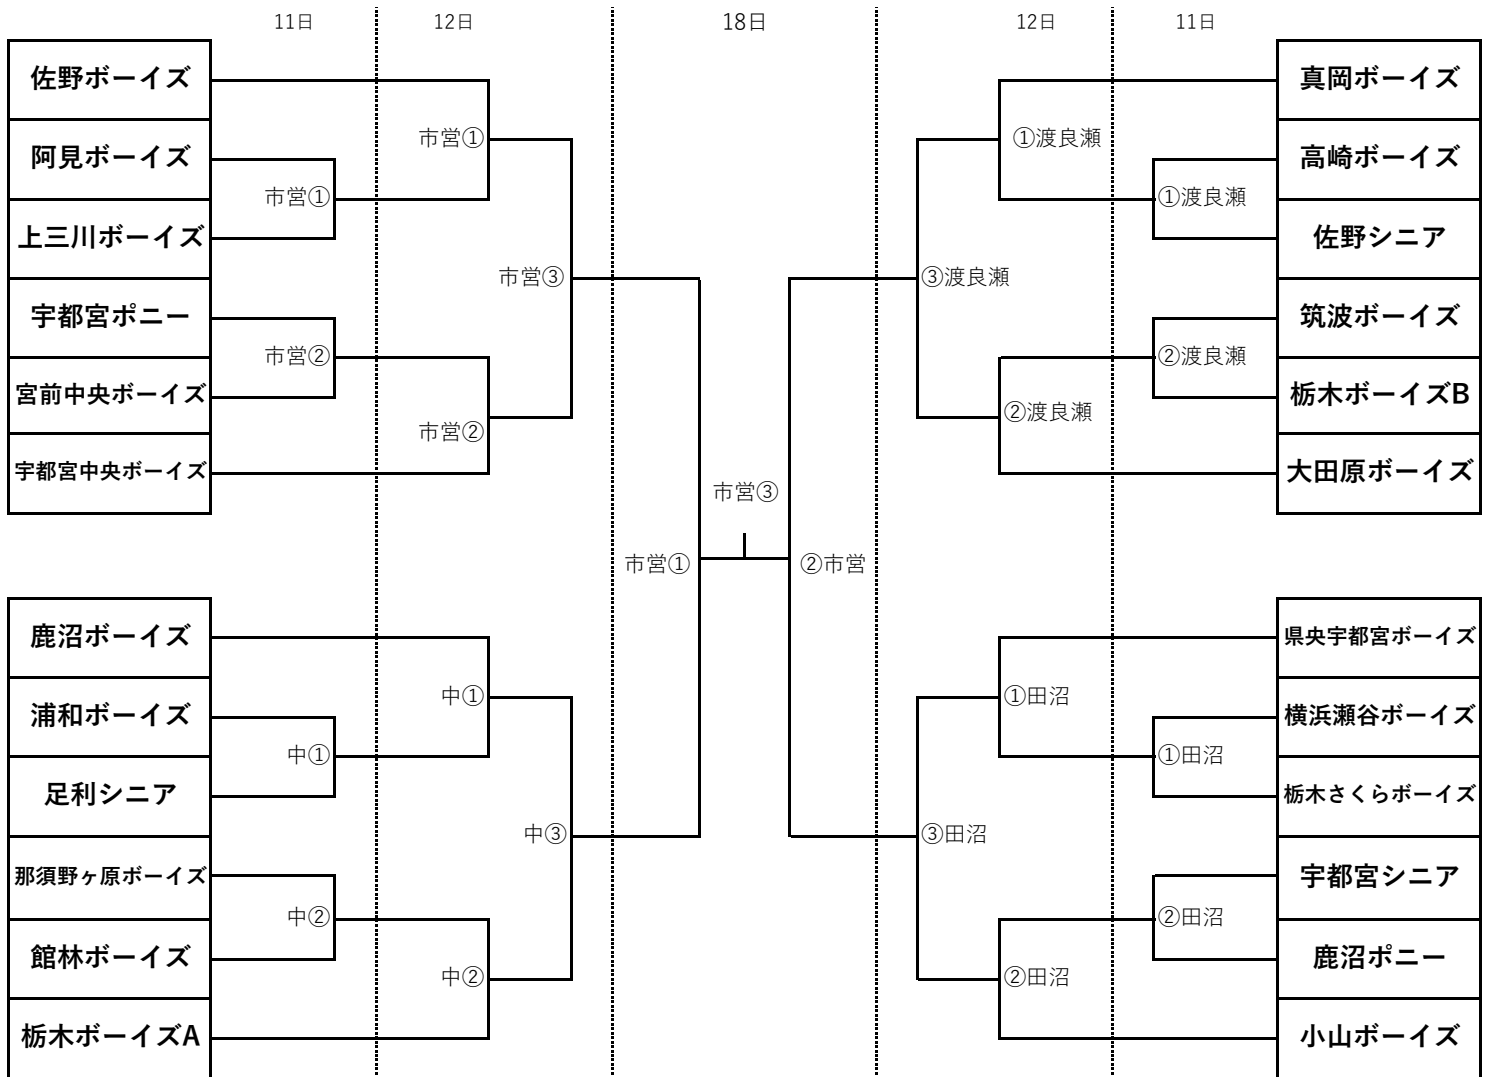 11日 12日 18日 12日 11日
佐野ボーイズ
阿見ボーイズ
上三川ボーイズ
宇都宮ポニー
宮前中央ボーイズ
宇都宮中央ボーイズ
市営①
市営②
市営①
市営②
市営③
鹿沼ボーイズ
浦和ボーイズ
足利シニア
那須野ヶ原ボーイズ
館林ボーイズ
栃木ボーイズA
中①
中②
中①
中②
中③
市営①
市営③
②市営
真岡ボーイズ
高崎ボーイズ
佐野シニア
筑波ボーイズ
栃木ボーイズB
大田原ボーイズ
①渡良瀬
②渡良瀬
①渡良瀬
②渡良瀬
③渡良瀬
県央宇都宮ボーイズ
横浜瀬谷ボーイズ
栃木さくらボーイズ
宇都宮シニア
鹿沼ポニー
小山ボーイズ
①田沼
②田沼
①田沼
②田沼
③田沼